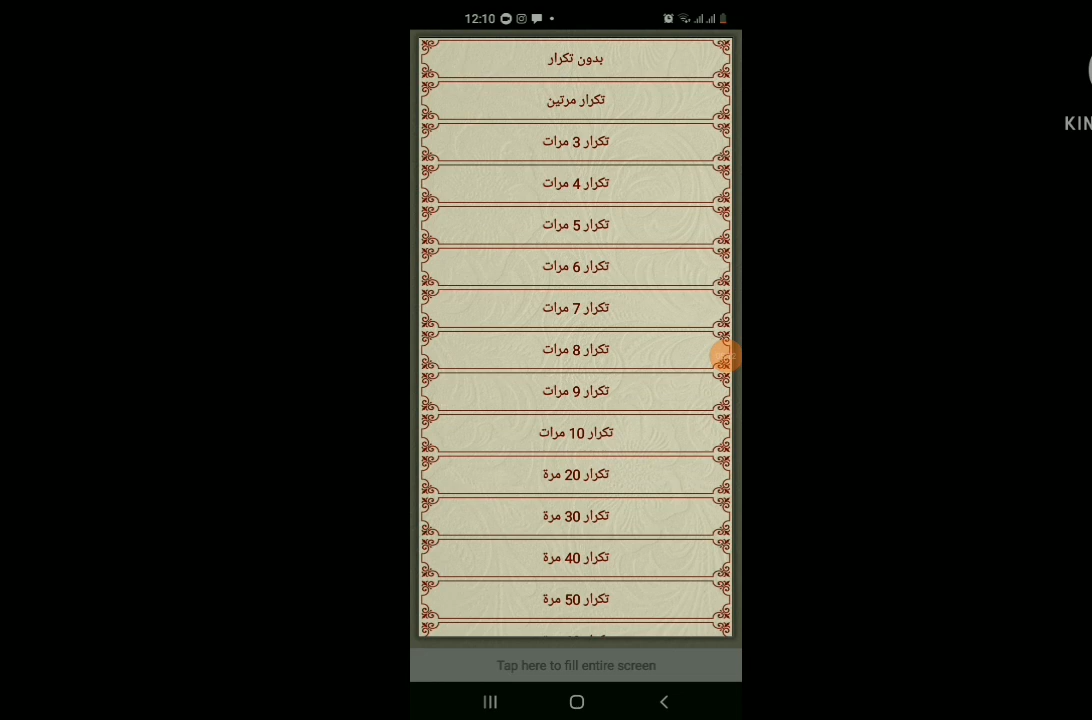 12:10
بدون تكرار
تكرار مرتين
تكرار 3 مرات
تكرار 4 مرات
تكرار 5 مرات
تكرار 6 مرات
تكرار 7 مرات
تكرار 8 مرات
تكرار 9 مرات
تكرار 10 مرات
تكرار 20 مرة
تكرار 30 مرة
تكرار 40 مرة
تكرار 50 مرة
Tap here to fill entire screen
KIN